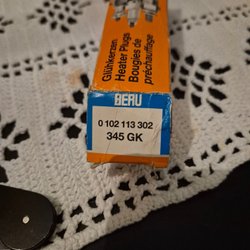 Glühkerzen
Heater Plugs
Bougies de
préchauffage
BERU
0 102 113 302
345 GK